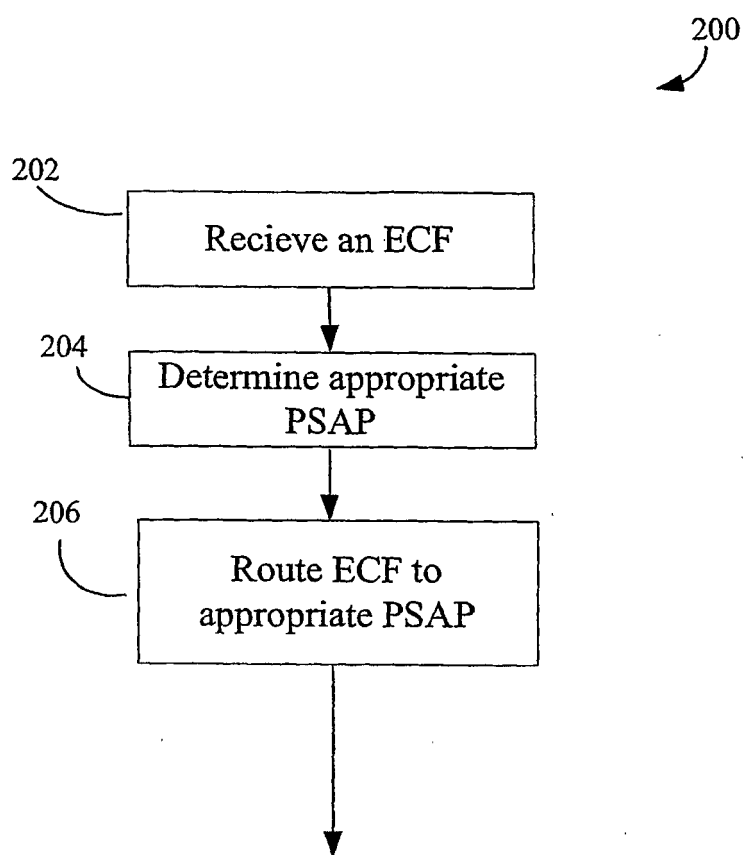 200
202
Recieve an ECF
204
Determine appropriate
PSAP
206
Route ECF to
appropriate PSAP